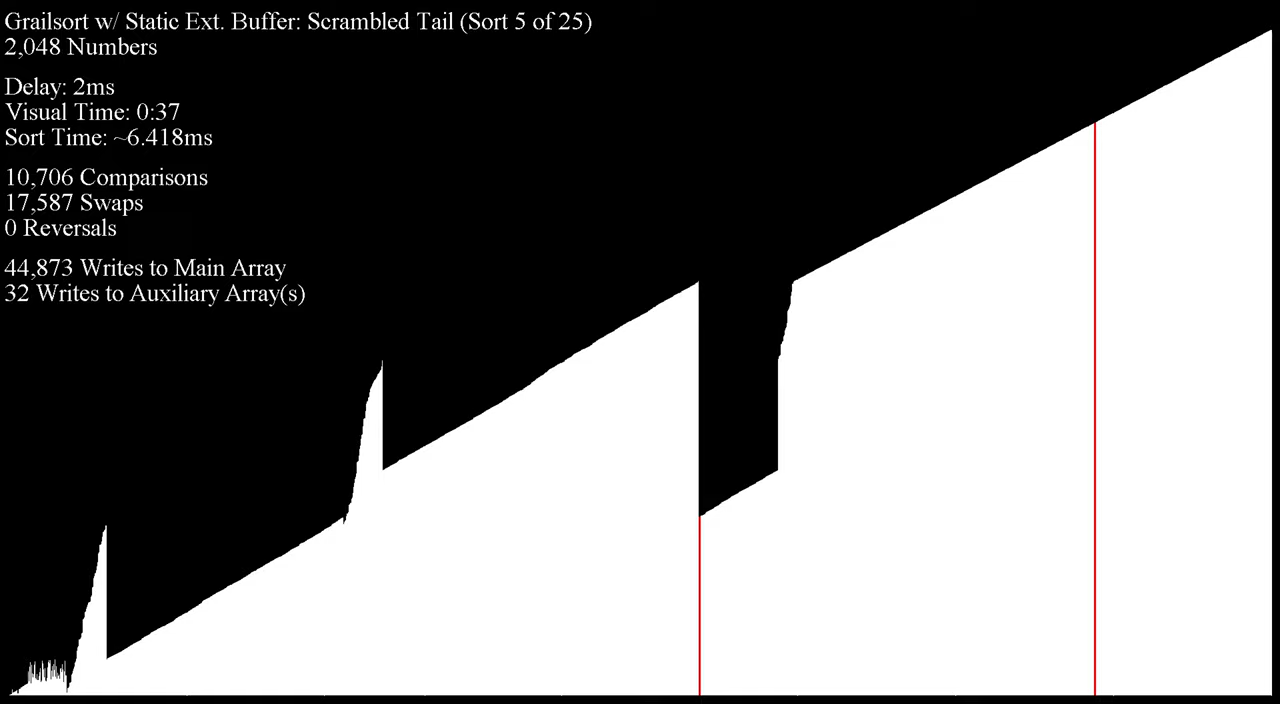 Grailsort w/ Static Ext. Buffer: Scrambled Tail (Sort 5 of 25)
2,048 Numbers
Delay: 2ms
Visual Time: 0:37
Sort Time: ~6.418ms
10,706 Comparisons
17,587 Swaps
0 Reversals
44,873 Writes to Main Array
32 Writes to Auxiliary Array(s)